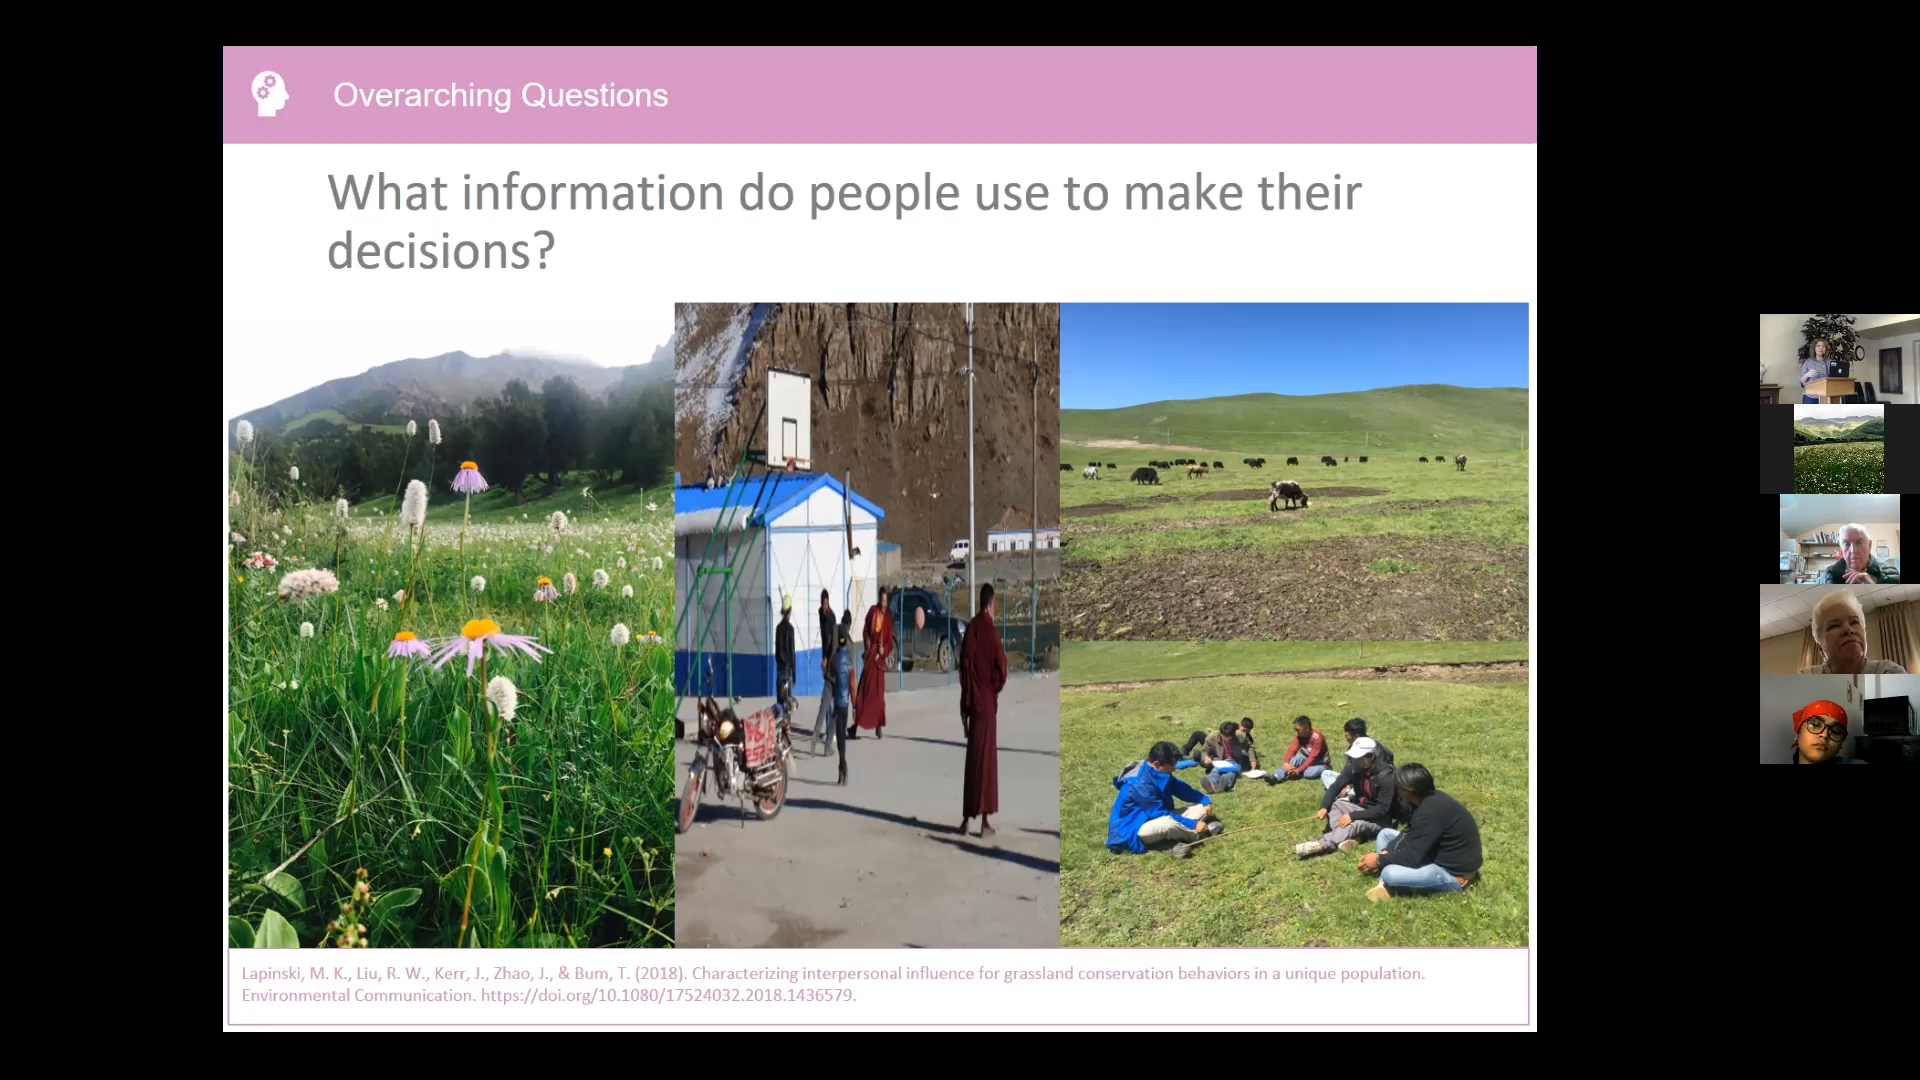 Overarching Questions
What information do people use to make their
decisions?
Lapinski, M. K., Liu, R. W., Kerr, J., Zhao, J., & Bum, T. (2018). Characterizing interpersonal influence for grassland conservation behaviors in a unique population.
Environmental Communication. https://doi.org/10.1080/17524032.2018.1436579.